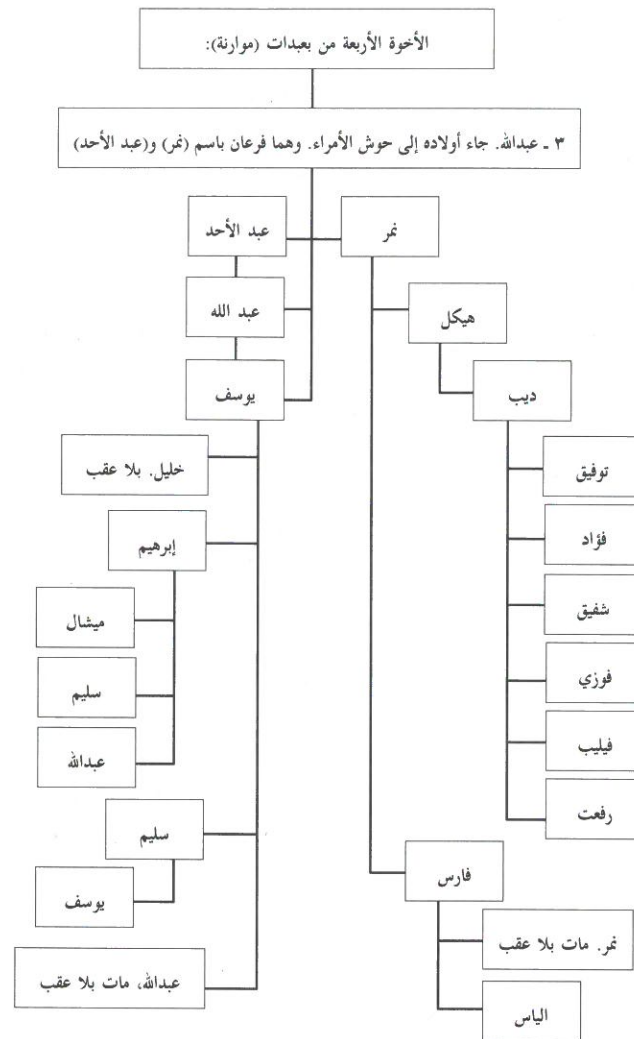 الأخوة الأربعة من بعبدات (موارنة):
٣ ـ عبدالله. جاء أولاده إلى حوش الأمراء. وهما فرعان باسم (نمر) و(عبد الأحد)
نمر
عبد الأحد
هيكل
عبد الله
ديب
يوسف
توفيق
خليل. بلا عقب
فؤاد
إبرهيم
شفيق
ميشال
فوزي
سليم
فيليب
عبدالله
رفعت
سليم
فارس
يوسف
نمر. مات بلا عقب
عبدالله، مات بلا عقب
الياس